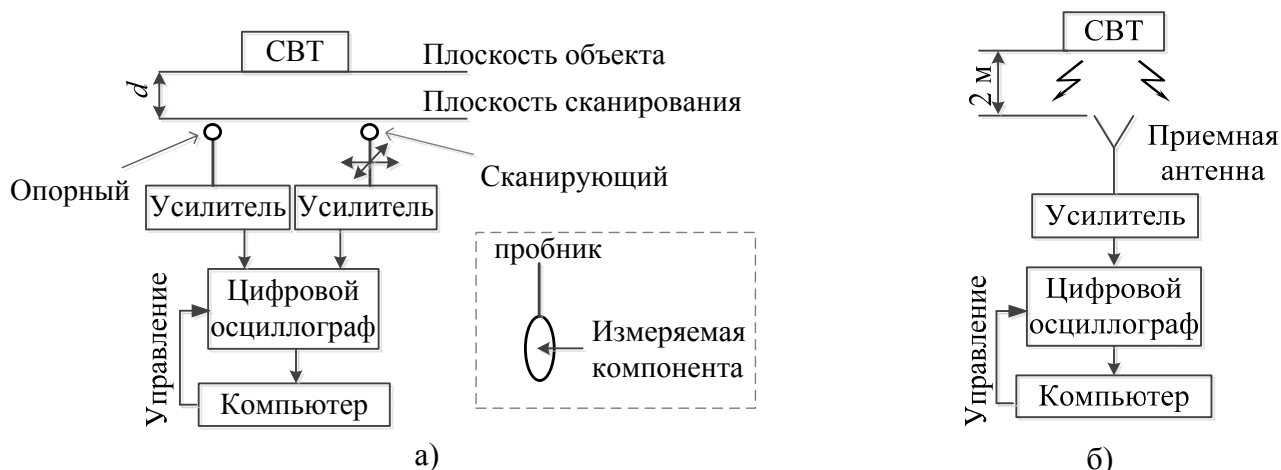 СВТ
Плоскость объекта
d
Плоскость сканирования
Опорный
Сканирующий
Усилитель
Усилитель
пробник
Цифровой
осциллограф
Управление
Измеряемая
компонента
Компьютер
а)
СВТ
2 м
Приемная
антенна
Усилитель
Цифровой
осциллограф
Управление
Компьютер
б)